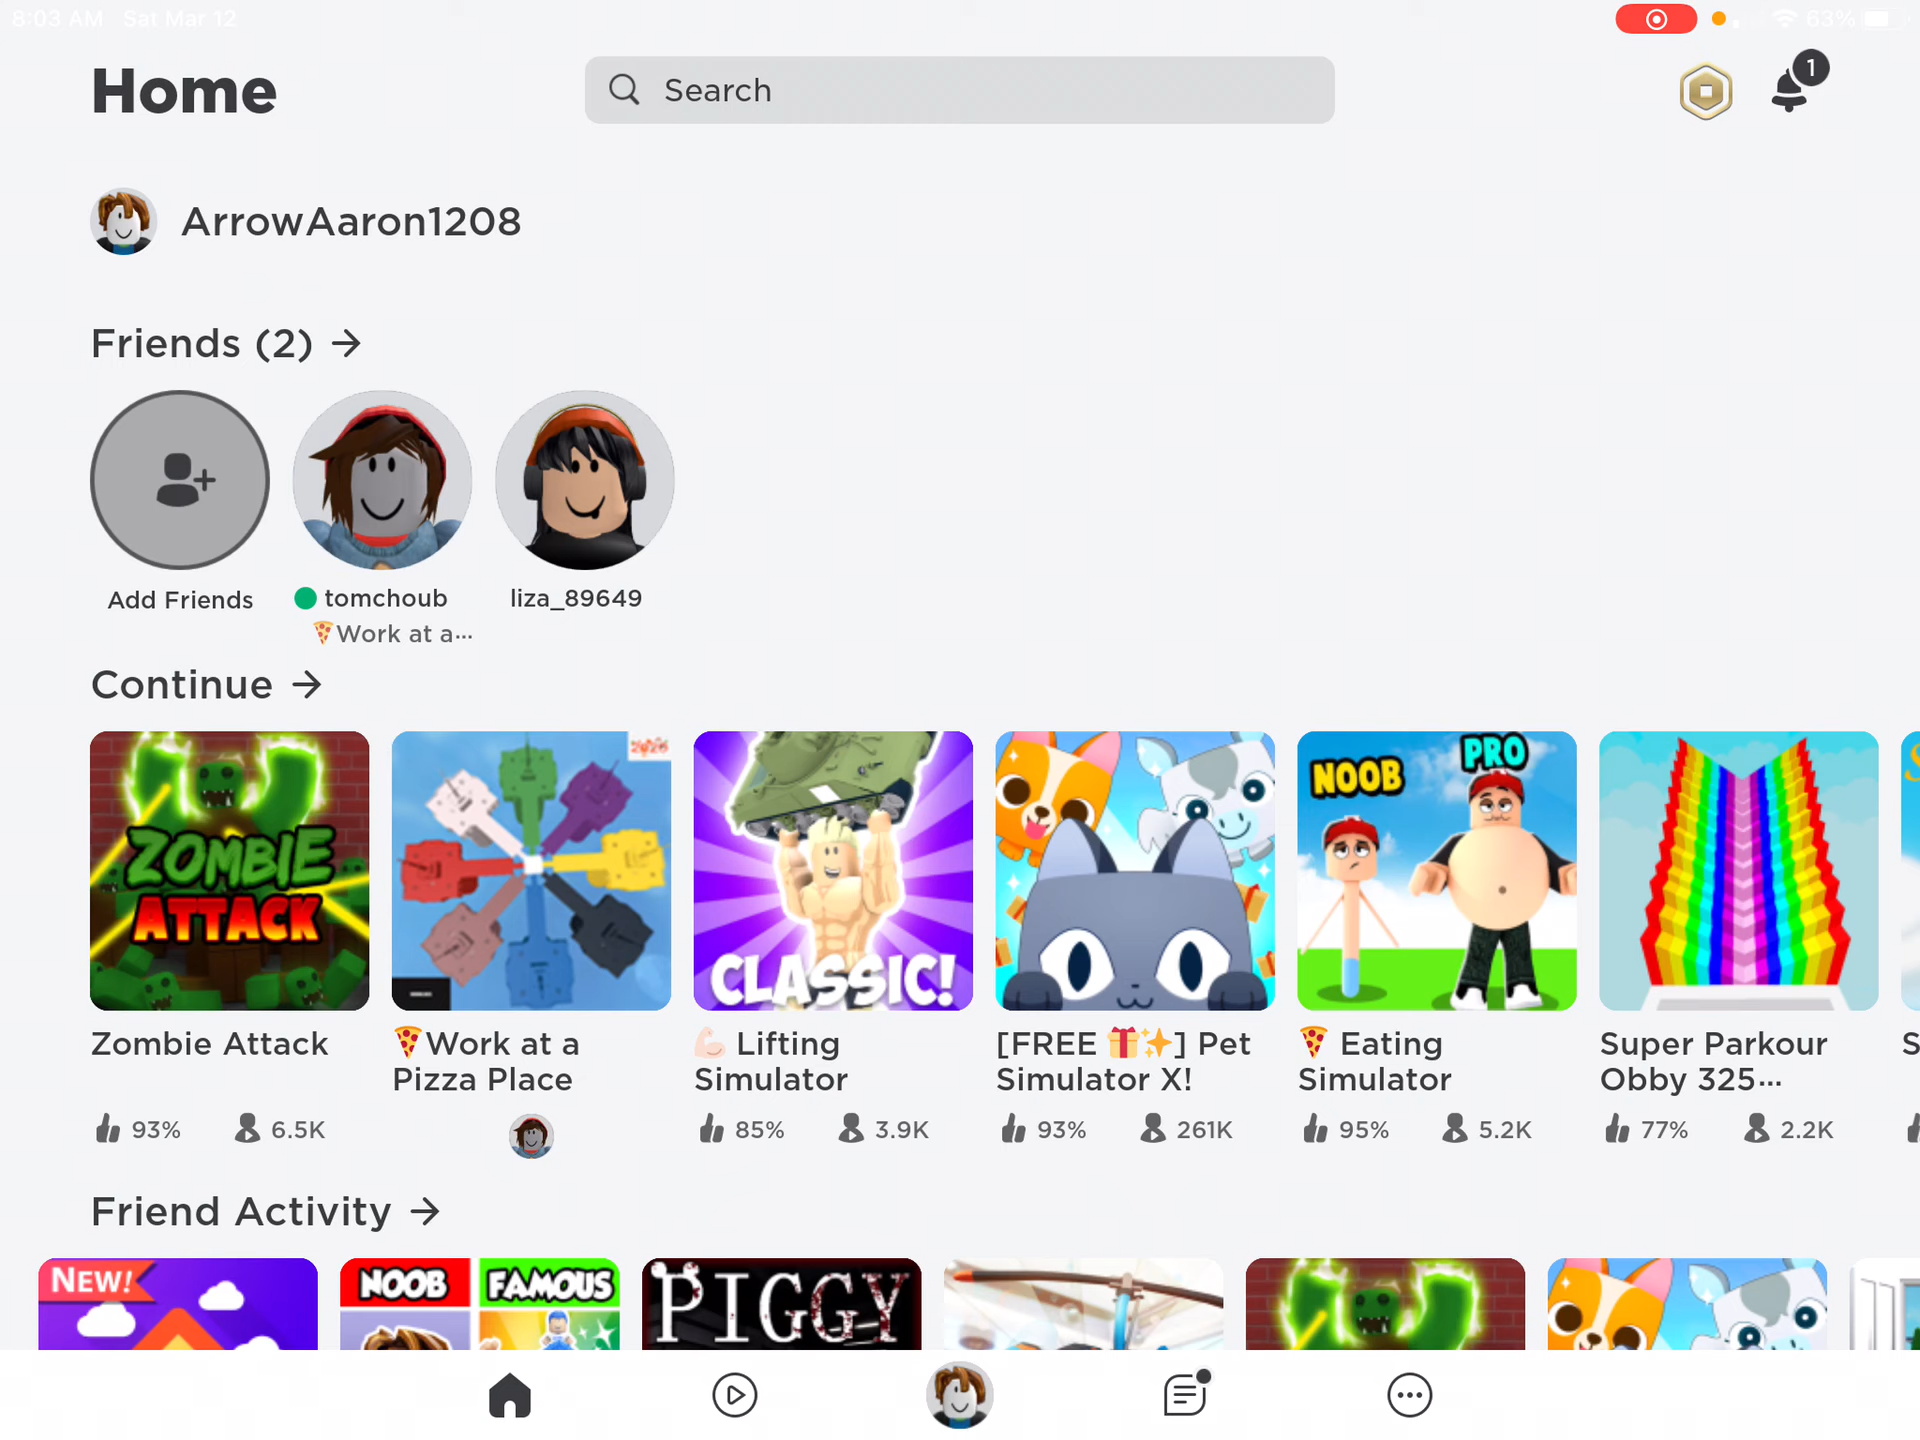 8:03 AM Sat Mar 12
63%
Home
Search
1
ArrowAaron1208
Friends (2) →
Add Friends
tomchoub
liza_89649
🍕Work at a...
Continue →
ZOMBIE
ATTACK
CLASSIC!
NOOB
PRO
Zombie Attack
🍕Work at a
Pizza Place
💪🏻 Lifting
Simulator
[FREE 🎁✨] Pet
Simulator X!
🍕 Eating
Simulator
Super Parkour
Obby 325...
S
93%
6.5K
85%
3.9K
93%
261K
95%
5.2K
77%
2.2K
Friend Activity →
NEW!
NOOB
FAMOUS
PIGGY